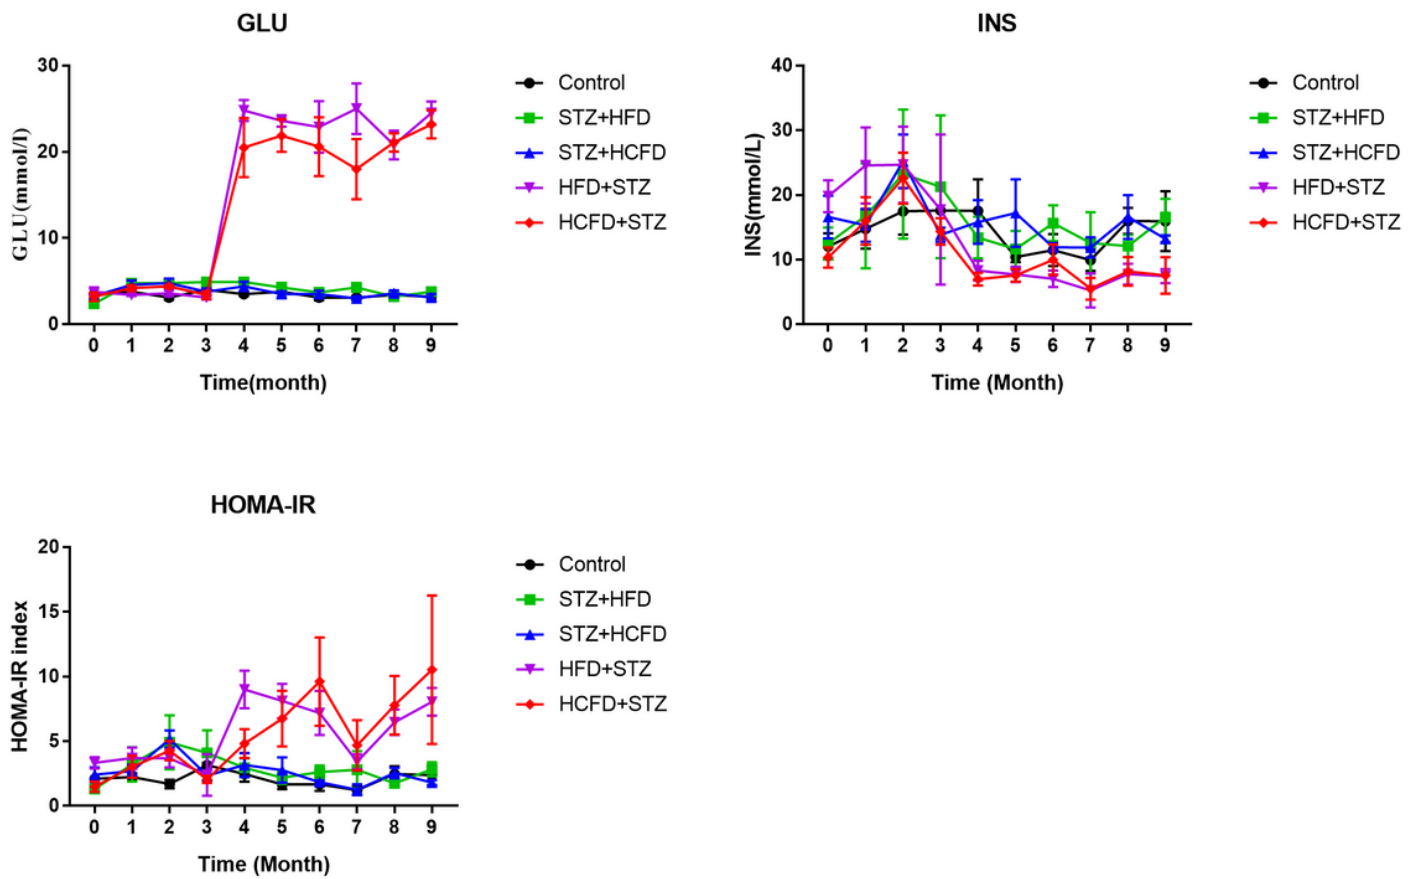 GLU
GLU(mmol/l)
30
20
10
0
0 1 2 3 4 5 6 7 8 9
Time(month)
Control
STZ+HFD
STZ+HCFD
HFD+STZ
HCFD+STZ
INS
INS(mmol/L)
40
30
20
10
0
0 1 2 3 4 5 6 7 8 9
Time (Month)
Control
STZ+HFD
STZ+HCFD
HFD+STZ
HCFD+STZ
HOMA-IR
HOMA-IR index
20
15
10
5
0
0 1 2 3 4 5 6 7 8 9
Time (Month)
Control
STZ+HFD
STZ+HCFD
HFD+STZ
HCFD+STZ